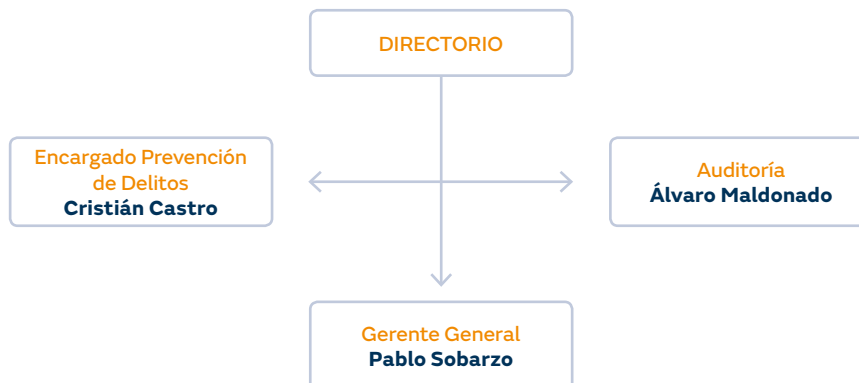 DIRECTORIO
Encargado Prevención
de Delitos
Cristián Castro
Auditoría
Álvaro Maldonado
Gerente General
Pablo Sobarzo